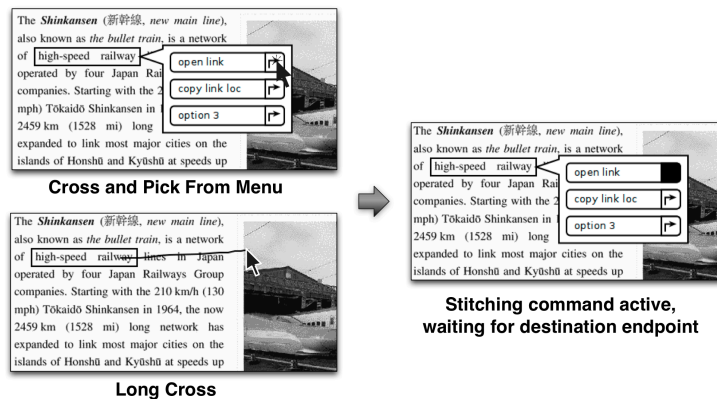 The Shinkansen (新幹線, new main line),
also known as the bullet train, is a network
of high-speed railway
operated by four Japan Rai
companies. Starting with the 2
mph) Tōkaidō Shinkansen in 1
2459 km (1528 mi) long
expanded to link most major cities on the
islands of Honshū and Kyūshū at speeds up
open link
copy link loc
option 3
Cross and Pick From Menu
The Shinkansen (新幹線, new main line),
also known as the bullet train, is a network
of high-speed railway lines in Japan
operated by four Japan Railways Group
companies. Starting with the 210 km/h (130
mph) Tōkaidō Shinkansen in 1964, the now
2459 km (1528 mi) long network has
expanded to link most major cities on the
islands of Honshū and Kyūshū at speeds up
Long Cross
The Shinkansen (新幹線, new main line),
also known as the bullet train, is a network
of high-speed railway
operated by four Japan Rai
companies. Starting with the 2
mph) Tōkaidō Shinkansen in 1
2459 km (1528 mi) long
expanded to link most major cities on the
islands of Honshū and Kyūshū at speeds up
open link
copy link loc
option 3
Stitching command active,
waiting for destination endpoint